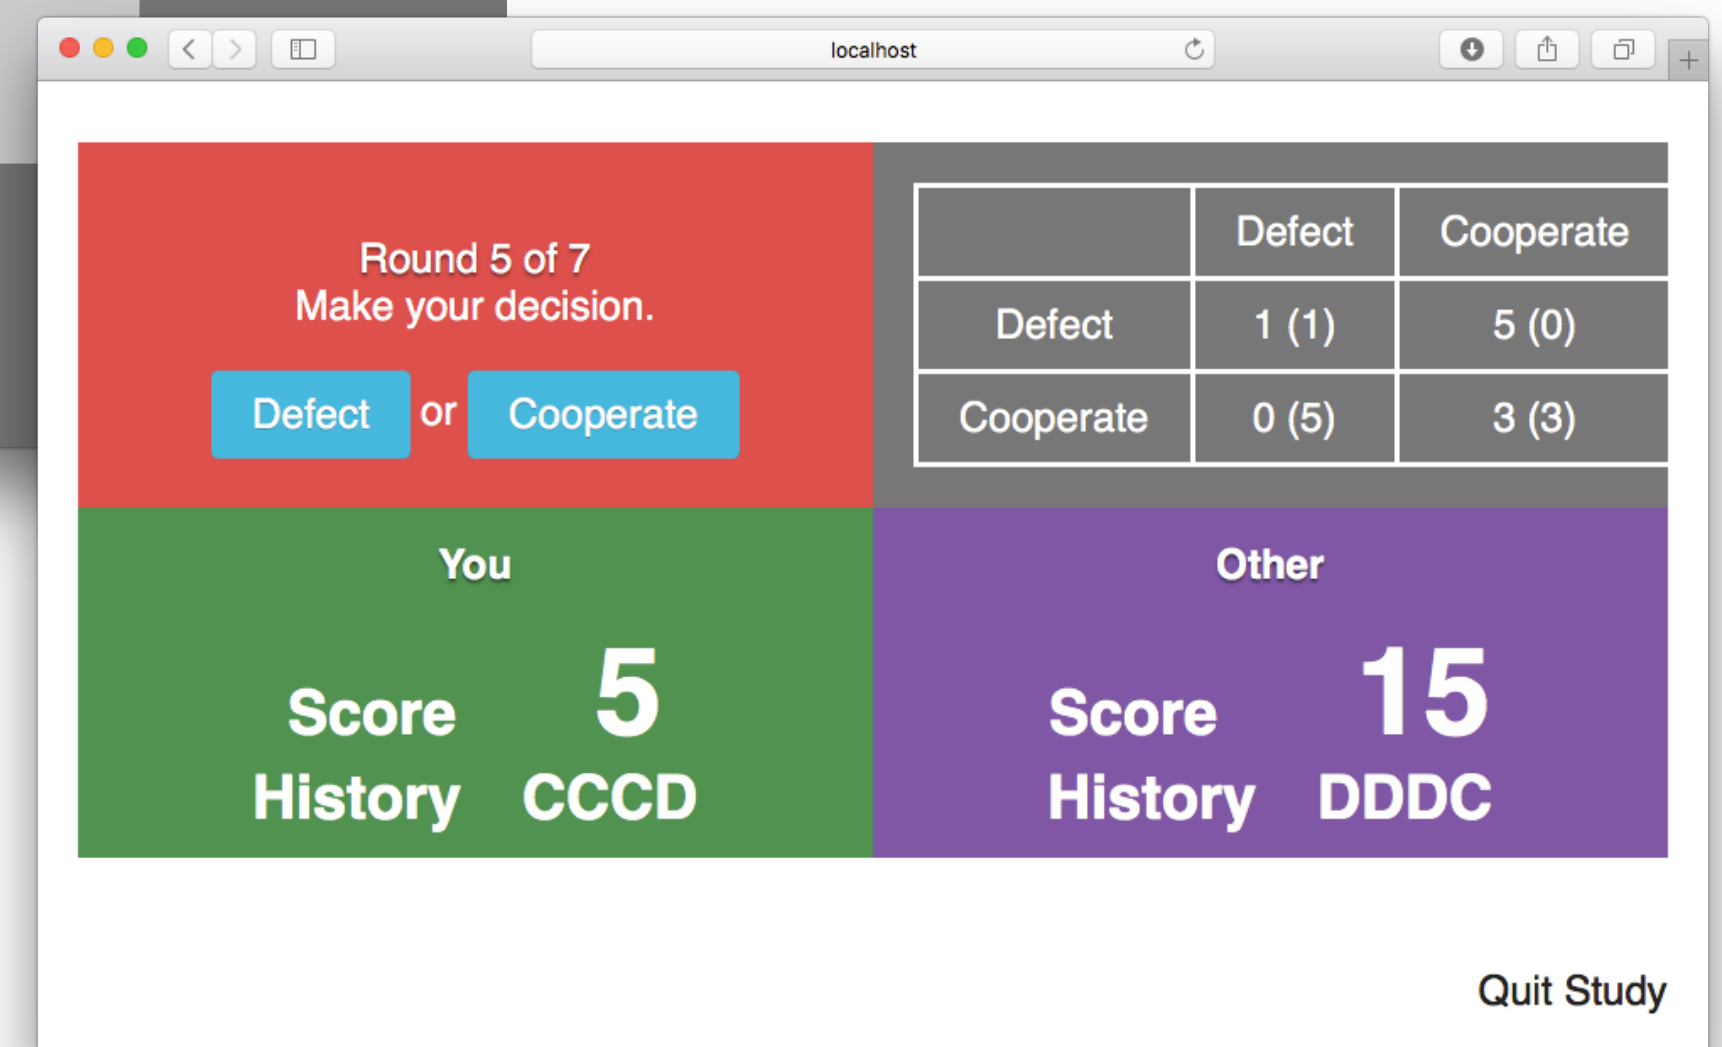 localhost
Round 5 of 7
Make your decision.
Defect or Cooperate
Defect Cooperate
Defect 1 (1) 5 (0)
Cooperate 0 (5) 3 (3)
You
Score 5
History CCCD
Other
Score 15
History DDDC
Quit Study